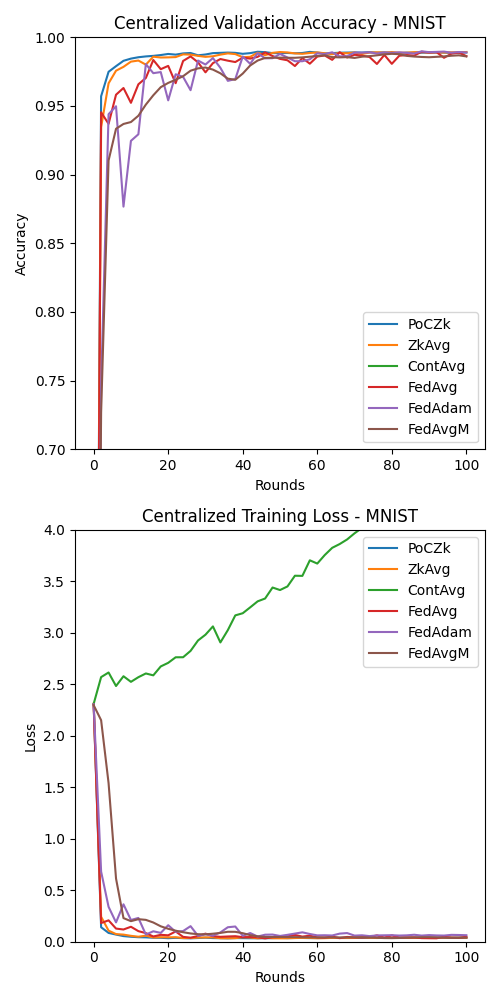 Centralized Validation Accuracy - MNIST
1.00
0.95
0.90
0.85
0.80
0.75
0.70
Accuracy
PoCZk
ZkAvg
ContAvg
FedAvg
FedAdam
FedAvgM
0 20 40 60 80 100
Rounds
Centralized Training Loss - MNIST
4.0
3.5
3.0
2.5
2.0
1.5
1.0
0.5
0.0
Loss
PoCZk
ZkAvg
ContAvg
FedAvg
FedAdam
FedAvgM
0 20 40 60 80 100
Rounds